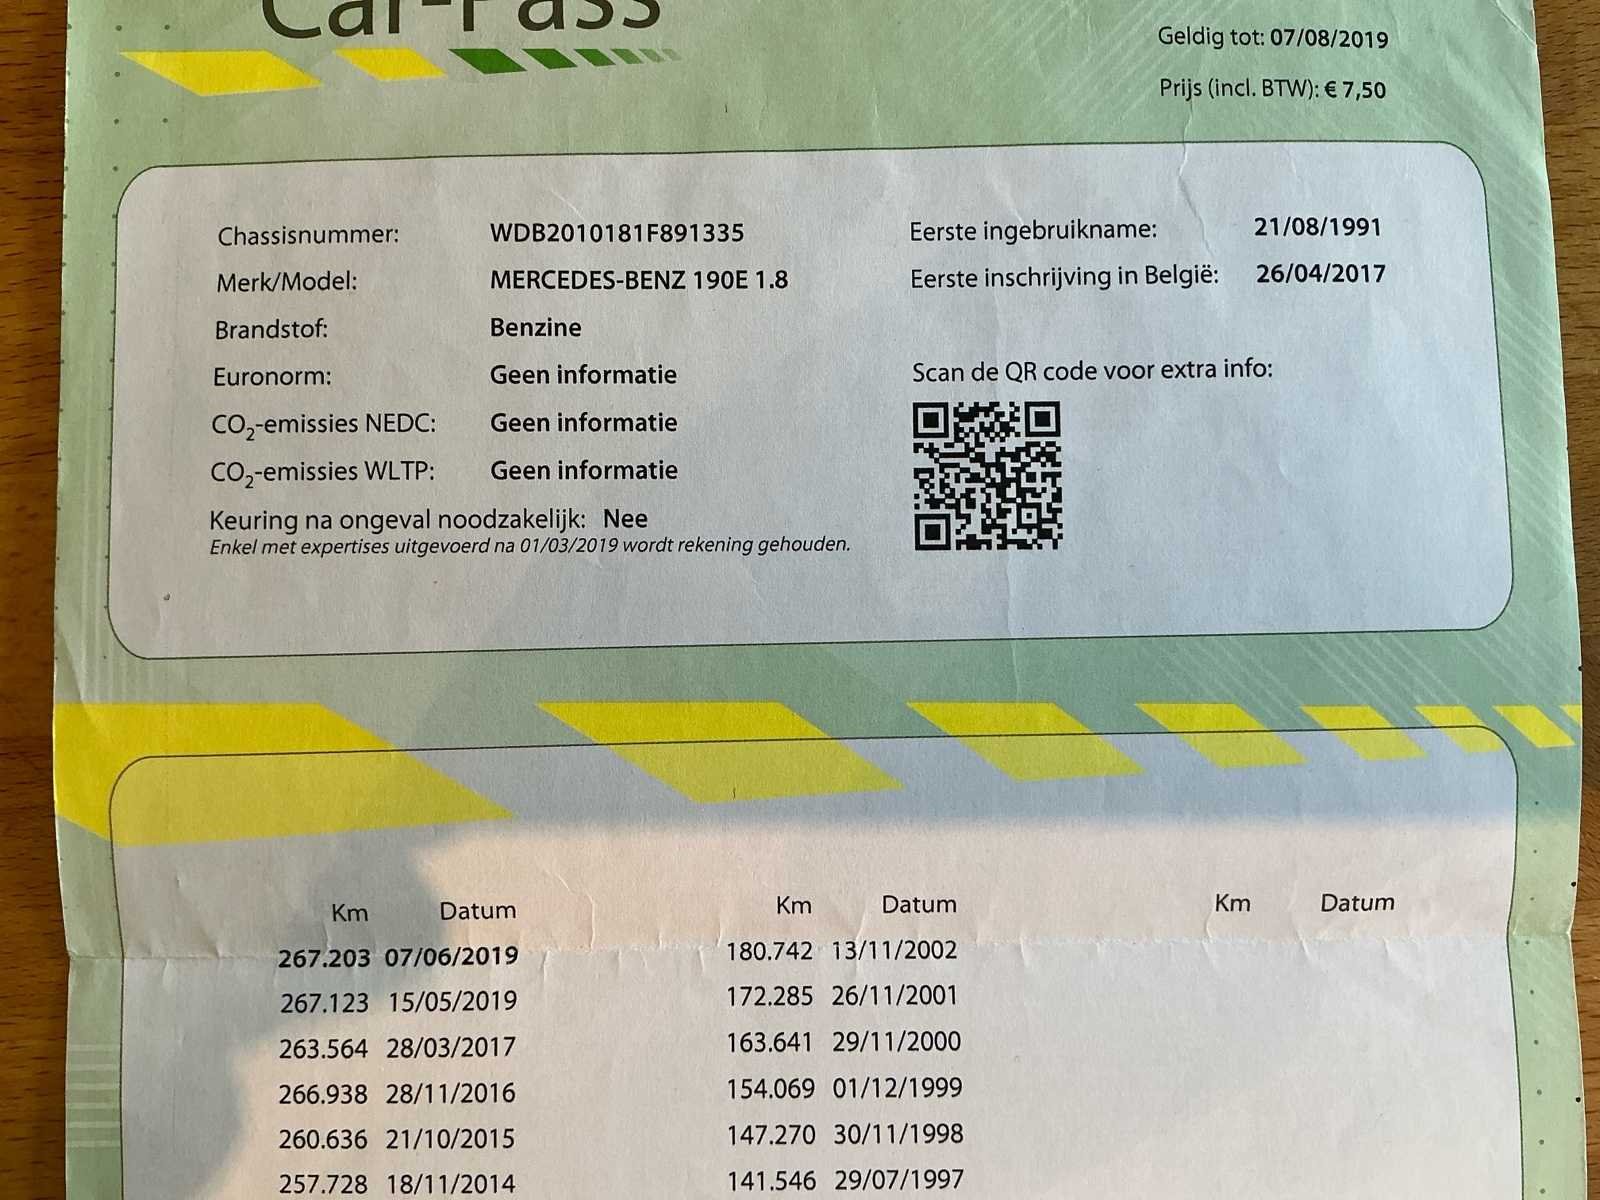 Car-Pass
Geldig tot: 07/08/2019
Prijs (incl. BTW): € 7,50
Chassisnummer: WDB2010181F891335
Merk/Model: MERCEDES-BENZ 190E 1.8
Brandstof: Benzine
Euronorm: Geen informatie
CO2-emissies NEDC: Geen informatie
CO2-emissies WLTP: Geen informatie
Keuring na ongeval noodzakelijk: Nee
Enkel met expertises uitgevoerd na 01/03/2019 wordt rekening gehouden.
Eerste ingebruikname: 21/08/1991
Eerste inschrijving in België: 26/04/2017
Scan de QR code voor extra info:
Km Datum
267.203 07/06/2019
267.123 15/05/2019
263.564 28/03/2017
266.938 28/11/2016
260.636 21/10/2015
257.728 18/11/2014
Km Datum
180.742 13/11/2002
172.285 26/11/2001
163.641 29/11/2000
154.069 01/12/1999
147.270 30/11/1998
141.546 29/07/1997
Km Datum